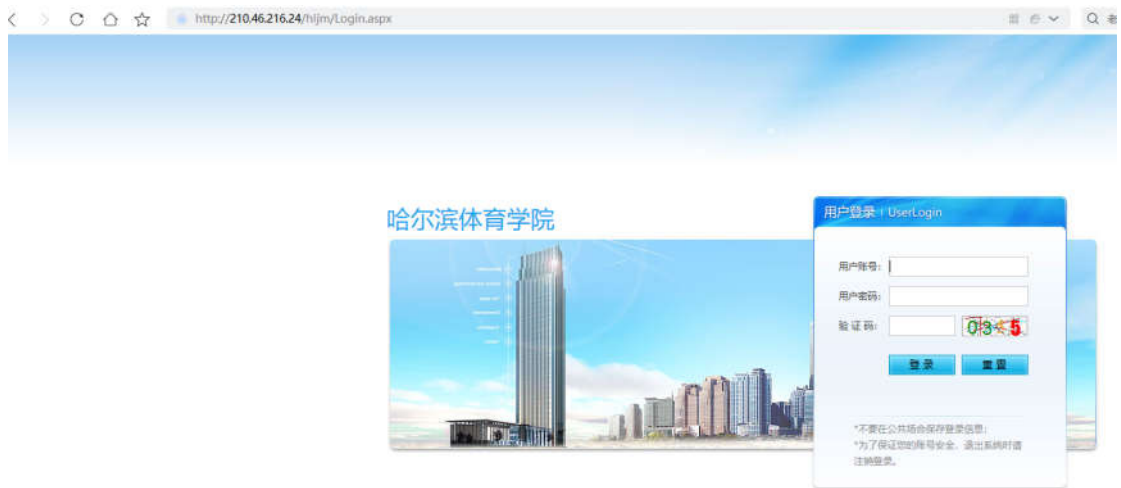 http://210.46.216.24/hljm/Login.aspx
哈尔滨体育学院
用户登录 | UserLogin
用户账号:
用户密码:
验证码:
登录 重置
*不要在公共场合保存登录信息;
*为了保证您的账号安全、退出系统时请
注销登录。